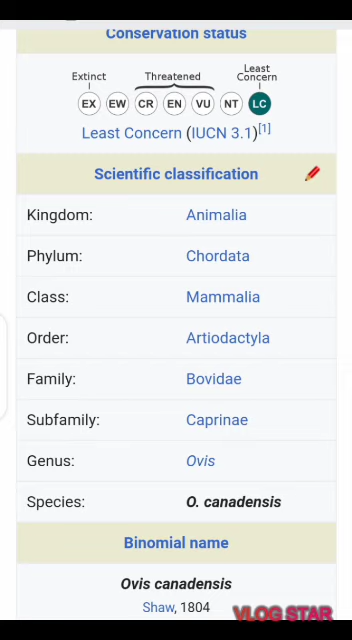 Conservation status
Extinct
Threatened
Least
Concern
EX EW CR EN VU NT LC
Least Concern (IUCN 3.1)[1]
Scientific classification
Kingdom: Animalia
Phylum: Chordata
Class: Mammalia
Order: Artiodactyla
Family: Bovidae
Subfamily: Caprinae
Genus: Ovis
Species: O. canadensis
Binomial name
Ovis canadensis
Shaw, 1804
VLOG STAR